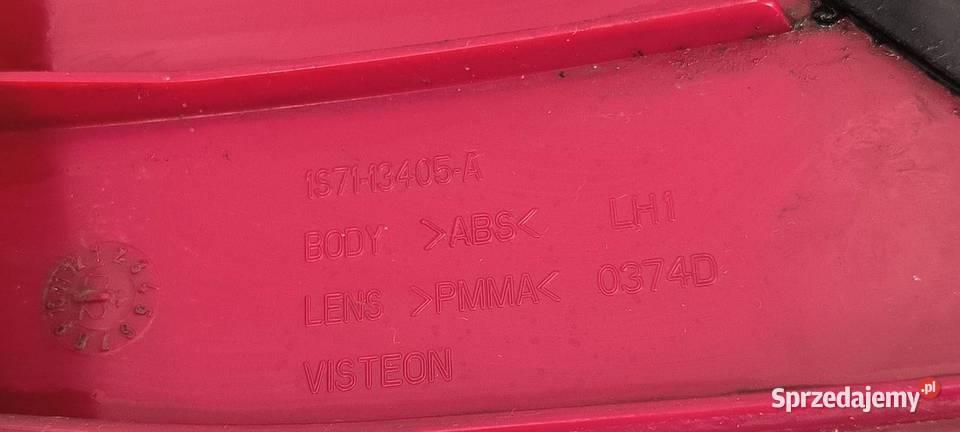 1S71-13405-A
BODY >ABS< LH1
LENS >PMMA< 0374D
VISTEON
Sprzedajemy.pl